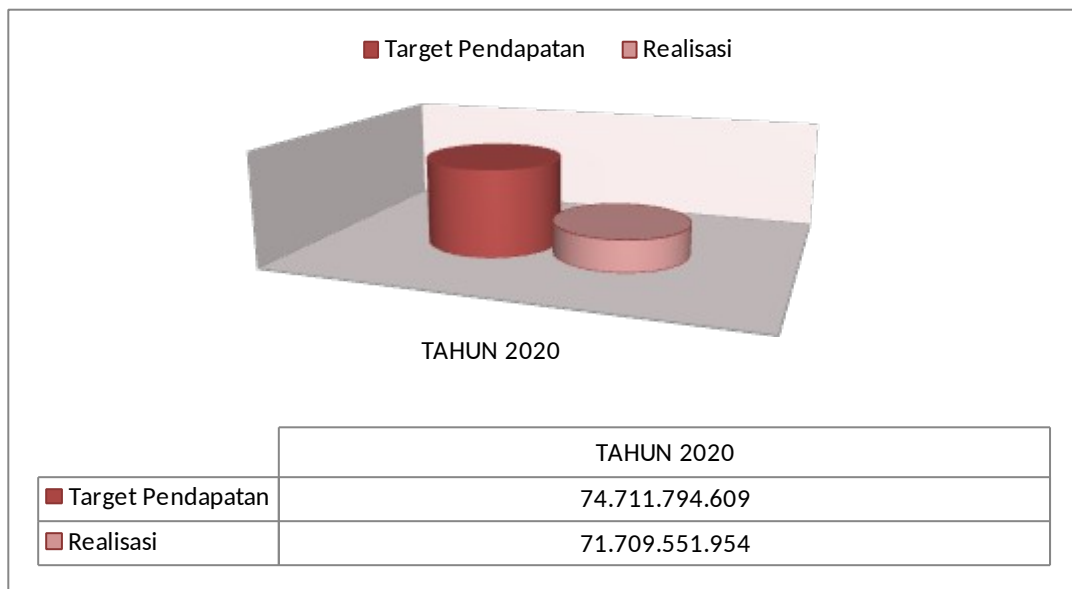 Target Pendapatan Realisasi
TAHUN 2020
TAHUN 2020
Target Pendapatan 74.711.794.609
Realisasi 71.709.551.954